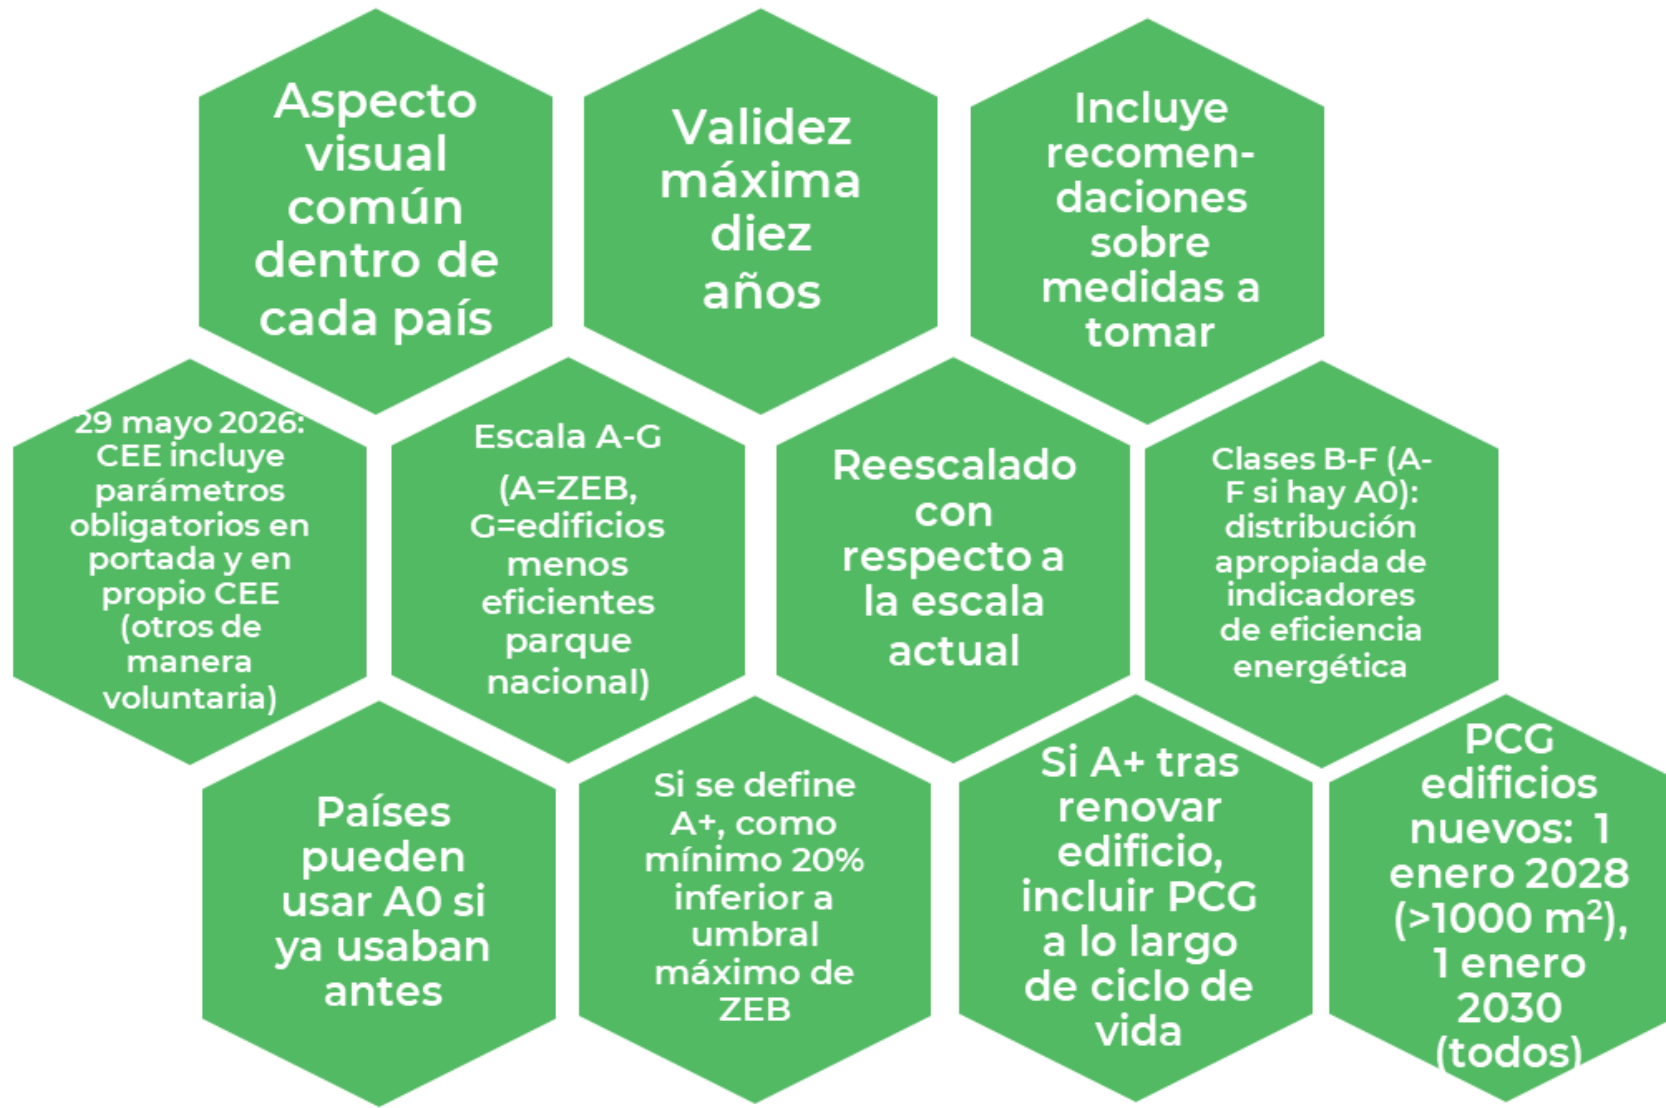 Aspecto
visual
común
dentro de
cada país
Validez
máxima
diez
años
Incluye
recomen-
daciones
sobre
medidas a
tomar
29 mayo 2026:
CEE incluye
parámetros
obligatorios en
portada y en
propio CEE
(otros de
manera
voluntaria)
Escala A-G
(A=ZEB,
G=edificios
menos
eficientes
parque
nacional)
Reescalado
con
respecto a
la escala
actual
Clases B-F (A-
F si hay A0):
distribución
apropiada de
indicadores
de eficiencia
energética
Países
pueden
usar A0 si
ya usaban
antes
Si se define
A+, como
mínimo 20%
inferior a
umbral
máximo de
ZEB
Si A+ tras
renovar
edificio,
incluir PCG
a lo largo
de ciclo de
vida
PCG
edificios
nuevos: 1
enero 2028
(>1000 m²),
1 enero
2030
(todos)